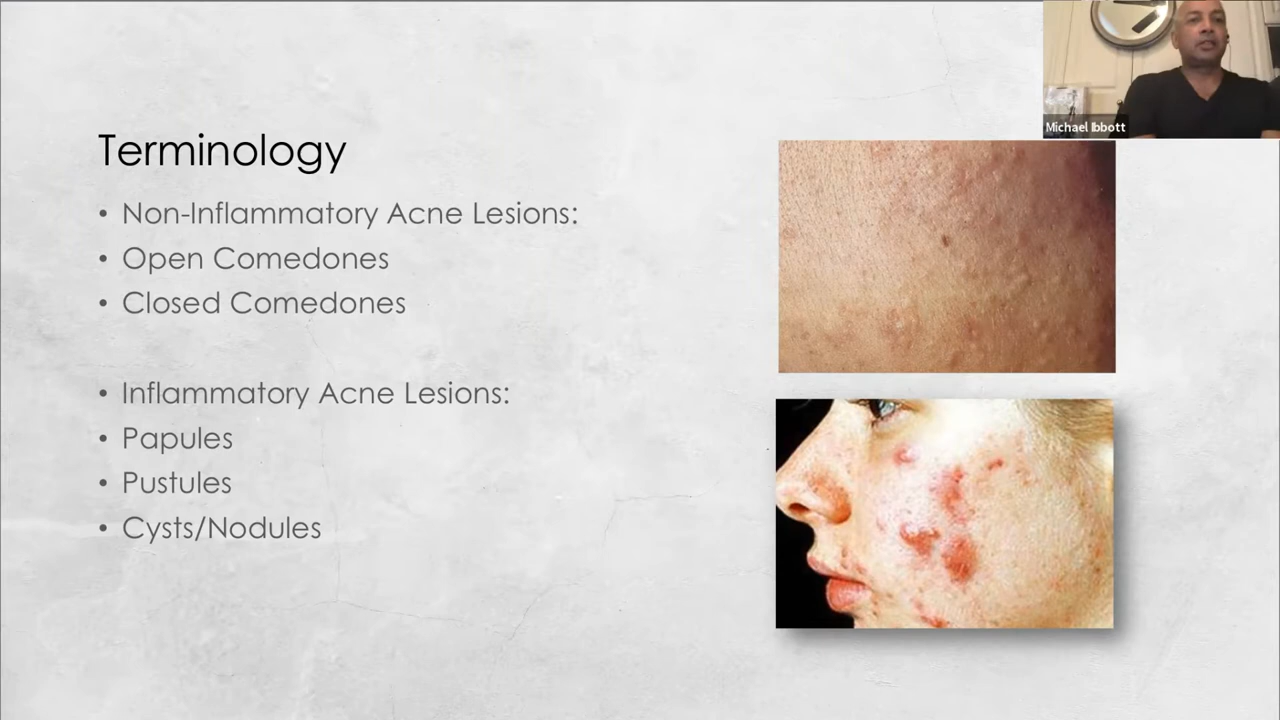 Michael Ibbott
Terminology
• Non-Inflammatory Acne Lesions:
• Open Comedones
• Closed Comedones
• Inflammatory Acne Lesions:
• Papules
• Pustules
• Cysts/Nodules